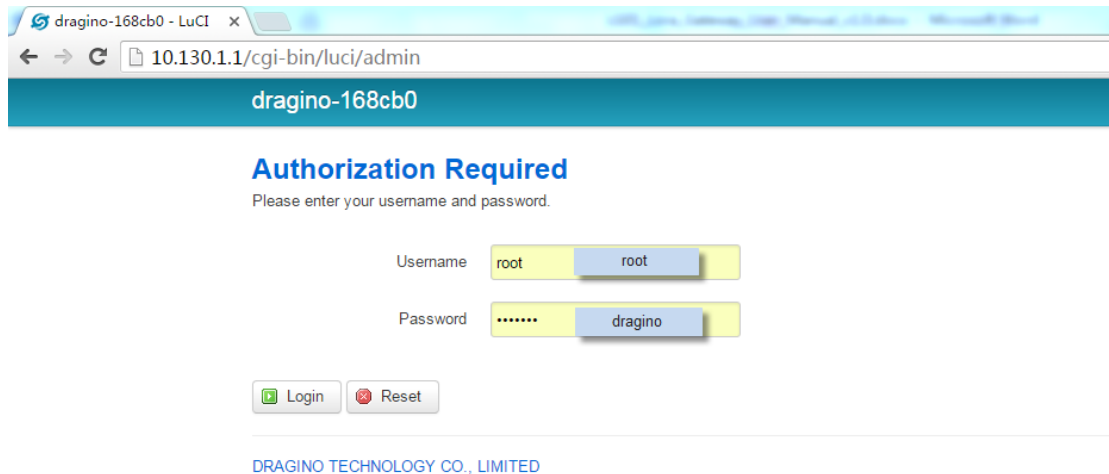 dragino-168cb0 - LuCI ×
10.130.1.1/cgi-bin/luci/admin
dragino-168cb0
Authorization Required
Please enter your username and password.
Username root root
Password ••••••• dragino
Login Reset
DRAGINO TECHNOLOGY CO., LIMITED